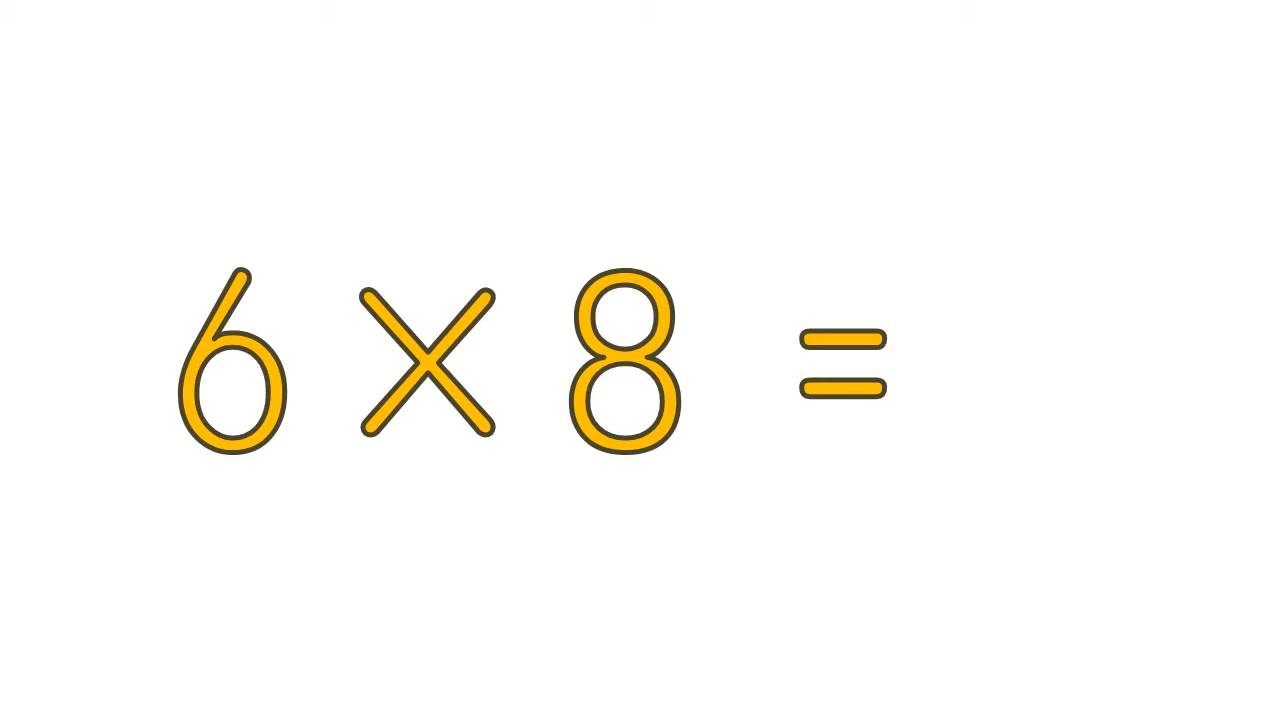 6 × 8 =